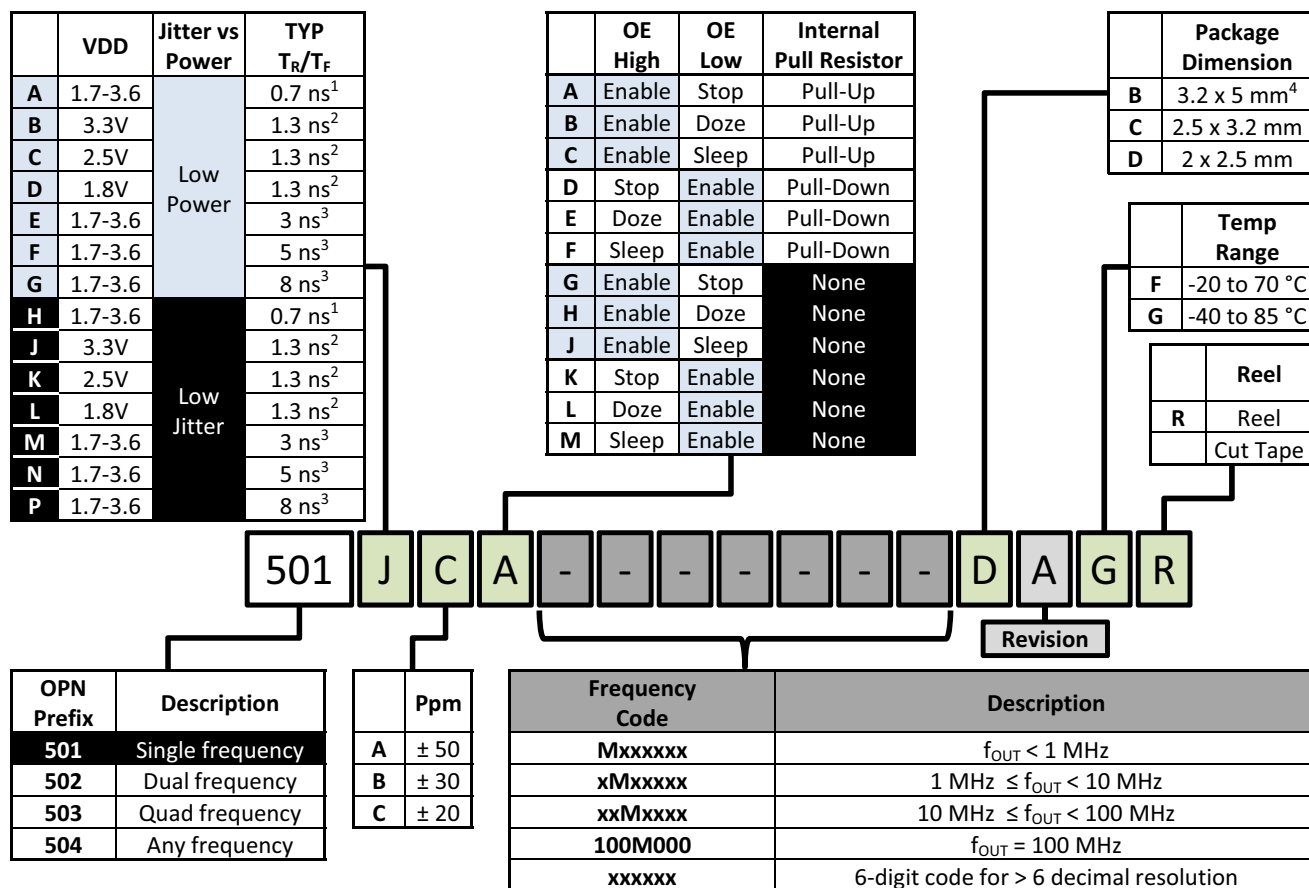 VDD Jitter vs Power TYP TR/TF
A 1.7-3.6 0.7 ns1
B 3.3V 1.3 ns2
C 2.5V 1.3 ns2
D 1.8V 1.3 ns2
E 1.7-3.6 3 ns3
F 1.7-3.6 5 ns3
G 1.7-3.6 8 ns3
Low Power
H 1.7-3.6 0.7 ns1
J 3.3V 1.3 ns2
K 2.5V 1.3 ns2
L 1.8V 1.3 ns2
M 1.7-3.6 3 ns3
N 1.7-3.6 5 ns3
P 1.7-3.6 8 ns3
Low Jitter
OE High OE Low Internal Pull Resistor
A Enable Stop Pull-Up
B Enable Doze Pull-Up
C Enable Sleep Pull-Up
D Stop Enable Pull-Down
E Doze Enable Pull-Down
F Sleep Enable Pull-Down
G Enable Stop None
H Enable Doze None
J Enable Sleep None
K Stop Enable None
L Doze Enable None
M Sleep Enable None
Package Dimension
B 3.2 x 5 mm4
C 2.5 x 3.2 mm
D 2 x 2.5 mm
Temp Range
F -20 to 70 °C
G -40 to 85 °C
Reel
R Reel
Cut Tape
501 J C A - - - - - - - D A G R
Revision
OPN Prefix Description
501 Single frequency
502 Dual frequency
503 Quad frequency
504 Any frequency
Ppm
A ± 50
B ± 30
C ± 20
Frequency Code Description
Mxxxxxx fOUT < 1 MHz
xMxxxxx 1 MHz ≤ fOUT < 10 MHz
xxMxxxx 10 MHz ≤ fOUT < 100 MHz
100M000 fOUT = 100 MHz
xxxxxx 6-digit code for > 6 decimal resolution